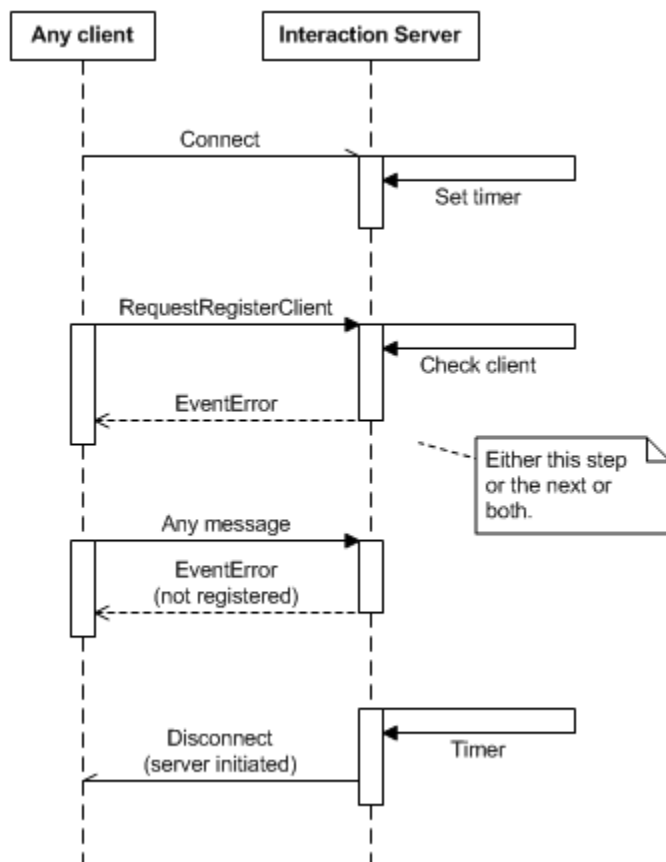 Any client
Interaction Server
Connect
Set timer
RequestRegisterClient
Check client
EventError
Either this step
or the next or
both.
Any message
EventError
(not registered)
Disconnect
(server initiated)
Timer